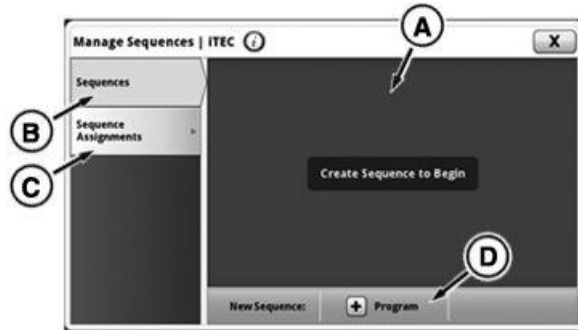 A
Manage Sequences | iTEC i X
Sequences
B
Sequence
Assignments
C
Create Sequence to Begin
D
New Sequence: + Program